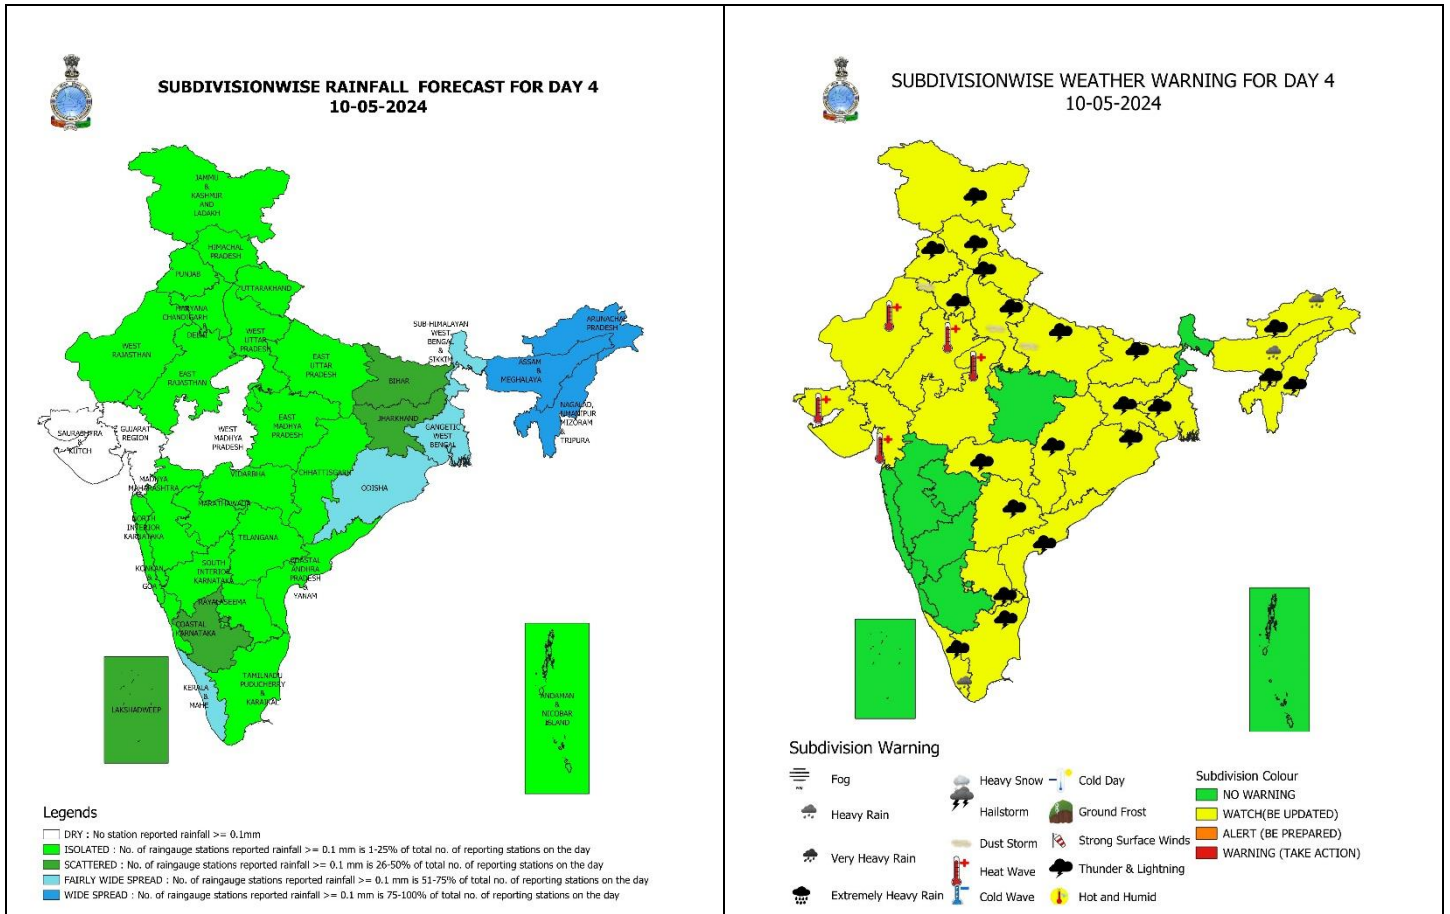 SUBDIVISIONWISE RAINFALL FORECAST FOR DAY 4
10-05-2024
JAMMU
&
KASHMIR
AND
LADAKH
HIMACHAL
PRADESH
PUNJAB
UTTARAKHAND
HARYANA
CHANDIGARH
&
DELHI
WEST
UTTAR
PRADESH
WEST
RAJASTHAN
EAST
RAJASTHAN
EAST
UTTAR
PRADESH
SUB-HIMALAYAN
WEST
BENGAL
&
SIKKIM
ARUNACHAL
PRADESH
ASSAM
&
MEGHALAYA
BIHAR
JHARKHAND
NAGALAD,
MANIPUR
MIZORAM
&
TRIPURA
GANGETIC
WEST
BENGAL
SAURASHTRA
&
KUTCH
GUJARAT
REGION
WEST
MADHYA
PRADESH
EAST
MADHYA
PRADESH
VIDARBHA
CHHATTISGARH
ODISHA
MADHYA
MAHARASHTRA
MARATHAWADA
NORTH
INTERIOR
KARNATAKA
TELANGANA
KONKAN
&
GOA
SOUTH
INTERIOR
KARNATAKA
COASTAL
ANDHRA
PRADESH
&
YANAM
RAYALASEEMA
COASTAL
KARNATAKA
KERALA
&
MAHE
TAMILNADU
PUDUCHERRY
&
KARAIKAL
LAKSHADWEEP
ANDAMAN
&
NICOBAR
ISLAND
Legends
DRY : No station reported rainfall >= 0.1mm
ISOLATED : No. of raingauge stations reported rainfall >= 0.1 mm is 1-25% of total no. of reporting stations on the day
SCATTERED : No. of raingauge stations reported rainfall >= 0.1 mm is 26-50% of total no. of reporting stations on the day
FAIRLY WIDE SPREAD : No. of raingauge stations reported rainfall >= 0.1 mm is 51-75% of total no. of reporting stations on the day
WIDE SPREAD : No. of raingauge stations reported rainfall >= 0.1 mm is 75-100% of total no. of reporting stations on the day
SUBDIVISIONWISE WEATHER WARNING FOR DAY 4
10-05-2024
Subdivision Warning
Fog
Heavy Rain
Very Heavy Rain
Extremely Heavy Rain
Heavy Snow
Hailstorm
Dust Storm
Heat Wave
Cold Wave
Cold Day
Ground Frost
Strong Surface Winds
Thunder & Lightning
Hot and Humid
Subdivision Colour
NO WARNING
WATCH(BE UPDATED)
ALERT (BE PREPARED)
WARNING (TAKE ACTION)